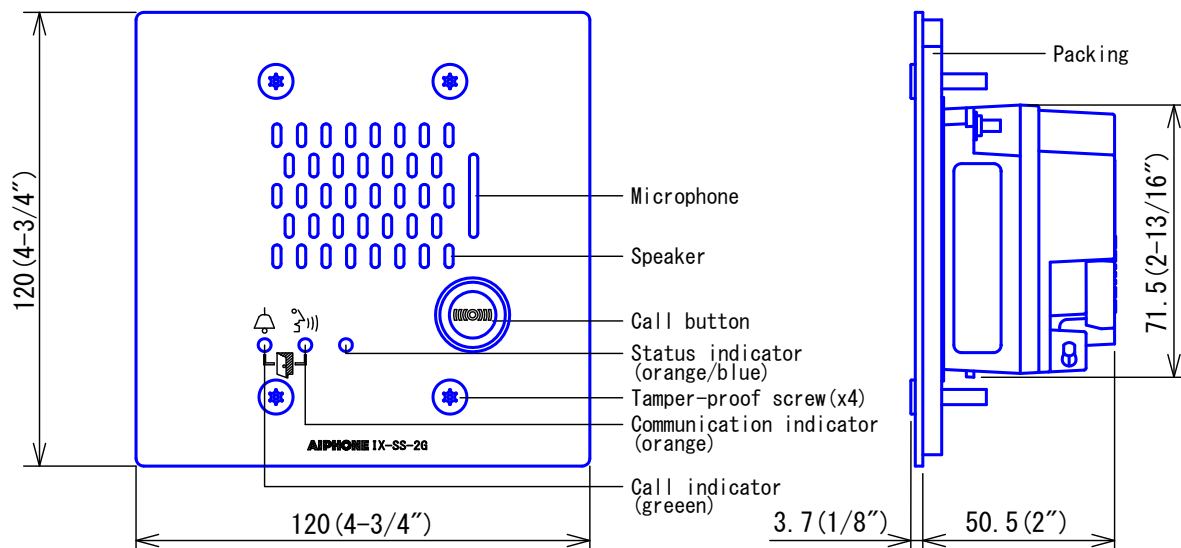 Packing
Microphone
Speaker
Call button
Status indicator
(orange/blue)
Tamper-proof screw(x4)
Communication indicator
(orange)
Call indicator
(greeen)
AIPHONE IX-SS-2G
120(4-3/4″)
120(4-3/4″)
71.5(2-13/16″)
3.7(1/8″)
50.5(2″)